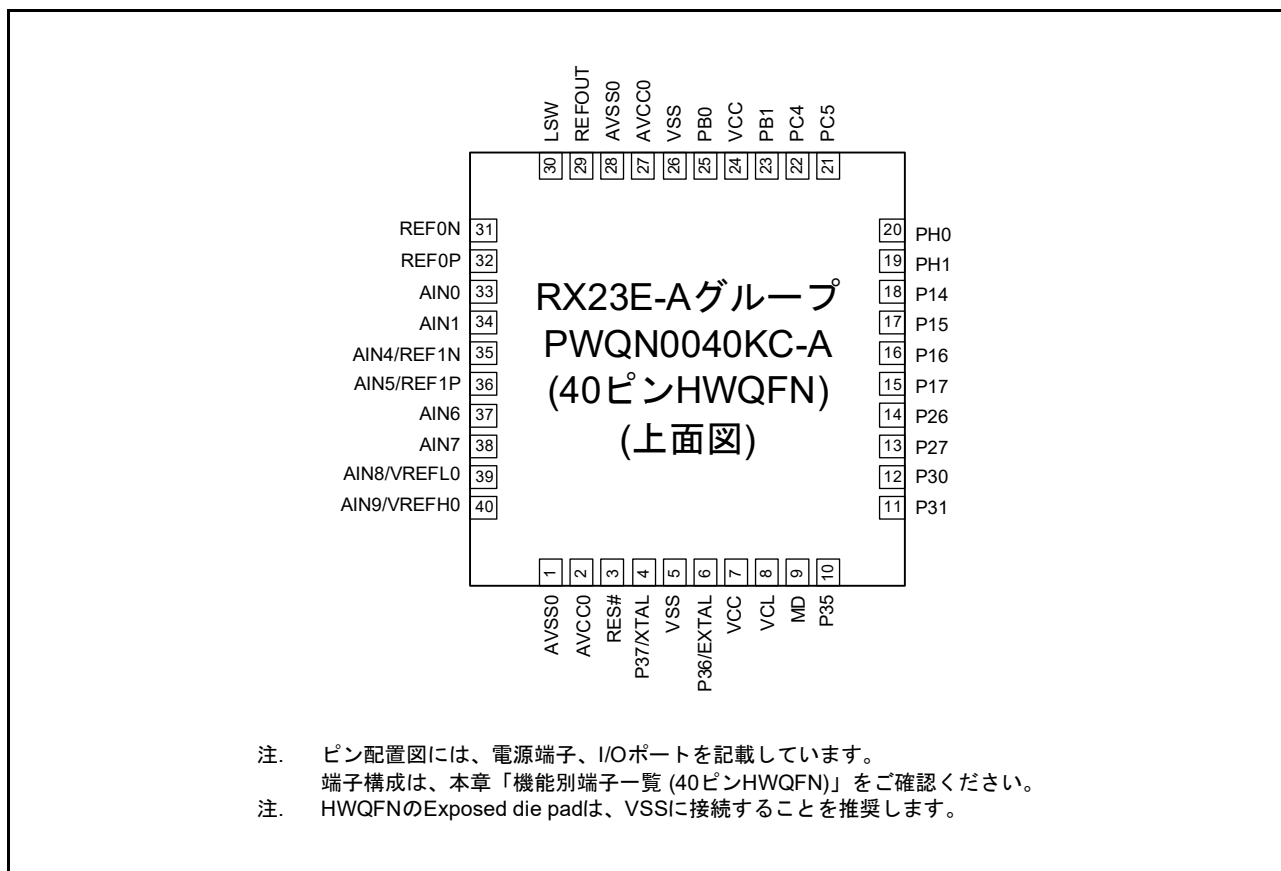 LSW
REFOUT
AVSS0
AVCC0
VSS
PB0
VCC
PB1
PC4
PC5
30 29 28 27 26 25 24 23 22 21
REF0N 31
REF0P 32
AIN0 33
AIN1 34
AIN4/REF1N 35
AIN5/REF1P 36
AIN6 37
AIN7 38
AIN8/VREFL0 39
AIN9/VREFH0 40
RX23E-Aグループ
PWQN0040KC-A
(40ピンHWQFN)
(上面図)
20 PH0
19 PH1
18 P14
17 P15
16 P16
15 P17
14 P26
13 P27
12 P30
11 P31
1 2 3 4 5 6 7 8 9 10
AVSS0
AVCC0
RES#
P37/XTAL
VSS
P36/EXTAL
VCC
VCL
MD
P35
注. ピン配置図には、電源端子、I/Oポートを記載しています。
端子構成は、本章「機能別端子一覧 (40ピンHWQFN)」をご確認ください。
注. HWQFNのExposed die padは、VSSに接続することを推奨します。